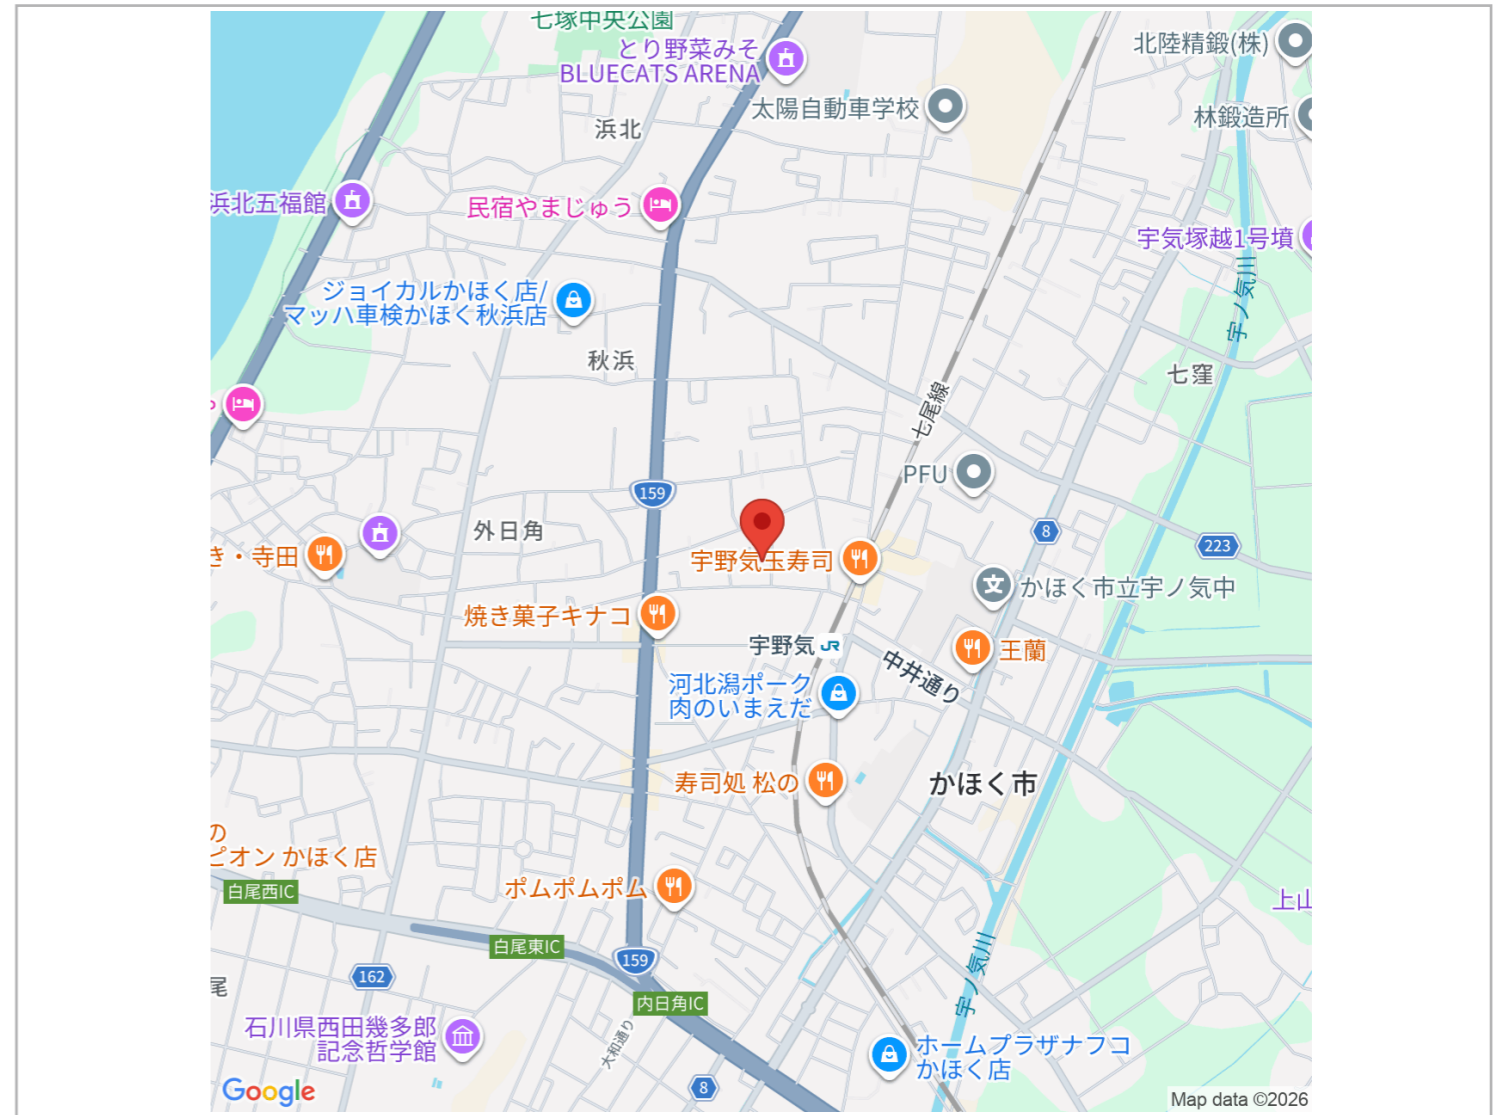 七塚中央公園
とり野菜みそ
BLUECATS ARENA
北陸精鍛(株)
太陽自動車学校
林鍛造所
浜北
浜北五福館
民宿やまじゅう
宇気塚越1号墳
宇ノ気川
ジョイカルかほく店/
マッハ車検かほく秋浜店
秋浜
七窪
七尾線
PFU
159
外日角
8
223
き・寺田
宇野気玉寿司
かほく市立宇ノ気中
焼き菓子キナコ
宇野気
JR
王蘭
中井通り
河北潟ポーク
肉のいまえだ
寿司処 松の
かほく市
の
ピオン かほく店
白尾西IC
ポムポムポム
上山
白尾東IC
159
162
宇ノ気川
尾
内日角IC
石川県西田幾多郎
記念哲学館
大和通り
ホームプラザナフコ
かほく店
8
Google
Map data ©2026